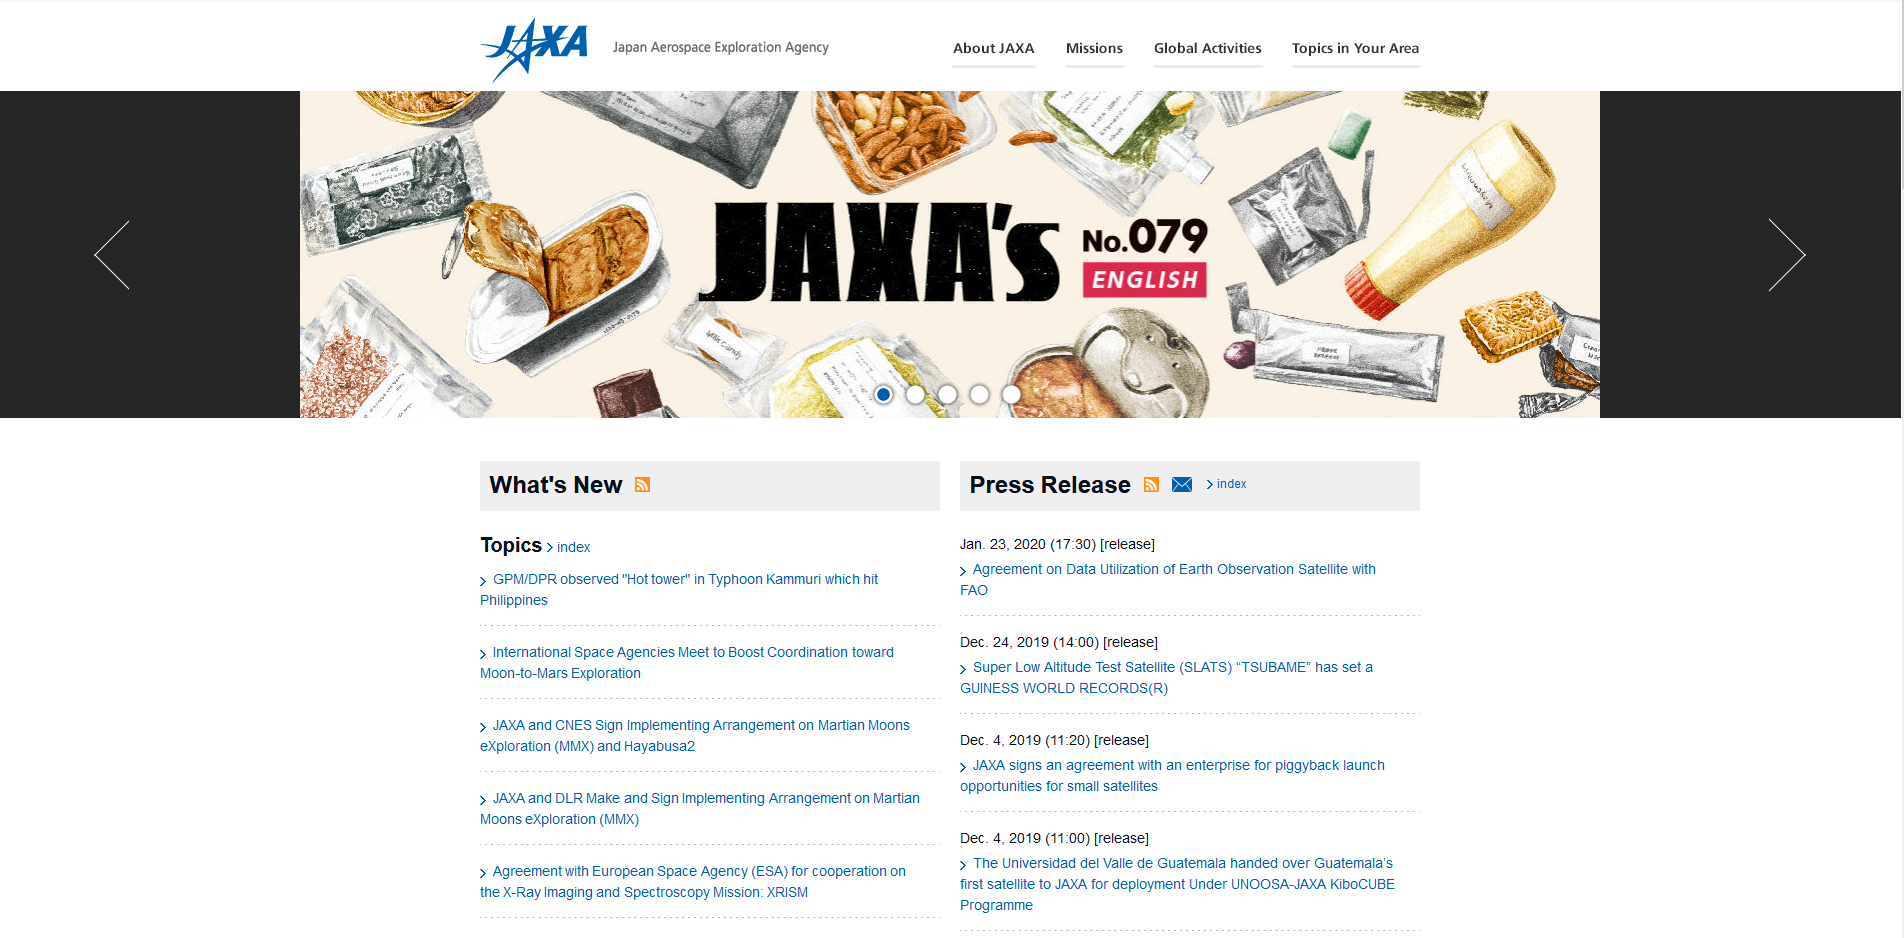 JAXA
Japan Aerospace Exploration Agency
About JAXA
Missions
Global Activities
Topics in Your Area
JAXA's
No.079
ENGLISH
Milk Candy
Mayonnaise
What's New
Topics index
GPM/DPR observed "Hot tower" in Typhoon Kammuri which hit
Philippines
International Space Agencies Meet to Boost Coordination toward
Moon-to-Mars Exploration
JAXA and CNES Sign Implementing Arrangement on Martian Moons
eXploration (MMX) and Hayabusa2
JAXA and DLR Make and Sign Implementing Arrangement on Martian
Moons eXploration (MMX)
Agreement with European Space Agency (ESA) for cooperation on
the X-Ray Imaging and Spectroscopy Mission: XRISM
Press Release index
Jan. 23, 2020 (17:30) [release]
Agreement on Data Utilization of Earth Observation Satellite with
FAO
Dec. 24, 2019 (14:00) [release]
Super Low Altitude Test Satellite (SLATS) “TSUBAME” has set a
GUINESS WORLD RECORDS(R)
Dec. 4, 2019 (11:20) [release]
JAXA signs an agreement with an enterprise for piggyback launch
opportunities for small satellites
Dec. 4, 2019 (11:00) [release]
The Universidad del Valle de Guatemala handed over Guatemala’s
first satellite to JAXA for deployment Under UNOOSA-JAXA KiboCUBE
Programme